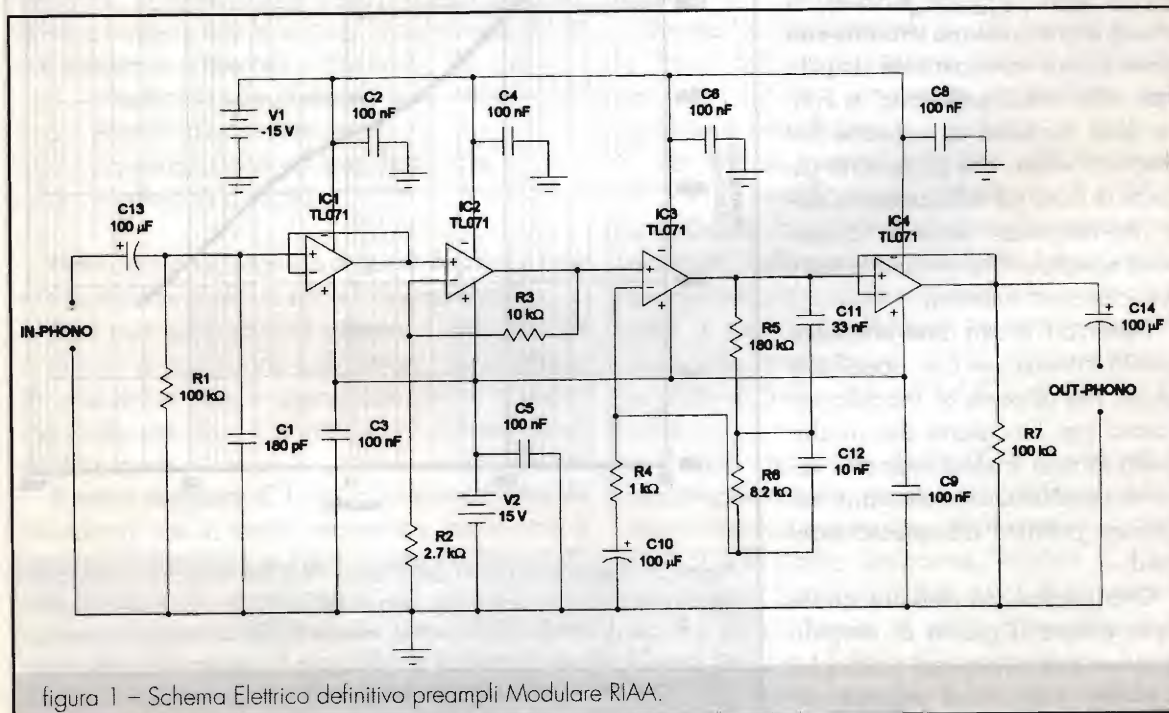 V1
-15 V
C2
100 nF
C4
100 nF
C6
100 nF
C8
100 nF
C13
100 µF
+
IC1
TL071
IC2
TL071
IC3
TL071
IC4
TL071
IN-PHONO
R3
10 kΩ
C11
33 nF
R5
180 kΩ
C14
100 µF
+
OUT-PHONO
R1
100 kΩ
C1
180 pF
C3
100 nF
C5
100 nF
R4
1 kΩ
R6
8.2 kΩ
C12
10 nF
R7
100 kΩ
V2
15 V
R2
2.7 kΩ
C10
100 µF
+
C9
100 nF
figura 1 – Schema Elettrico definitivo preampli Modulare RIAA.